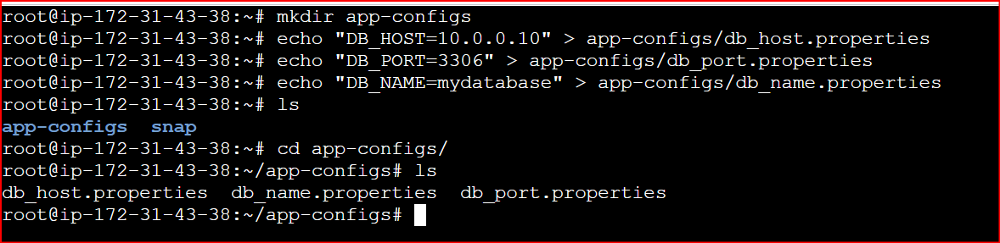 root@ip-172-31-43-38:~# mkdir app-configs
root@ip-172-31-43-38:~# echo "DB_HOST=10.0.0.10" > app-configs/db_host.properties
root@ip-172-31-43-38:~# echo "DB_PORT=3306" > app-configs/db_port.properties
root@ip-172-31-43-38:~# echo "DB_NAME=mydatabase" > app-configs/db_name.properties
root@ip-172-31-43-38:~# ls
app-configs  snap
root@ip-172-31-43-38:~# cd app-configs/
root@ip-172-31-43-38:~/app-configs# ls
db_host.properties  db_name.properties  db_port.properties
root@ip-172-31-43-38:~/app-configs#